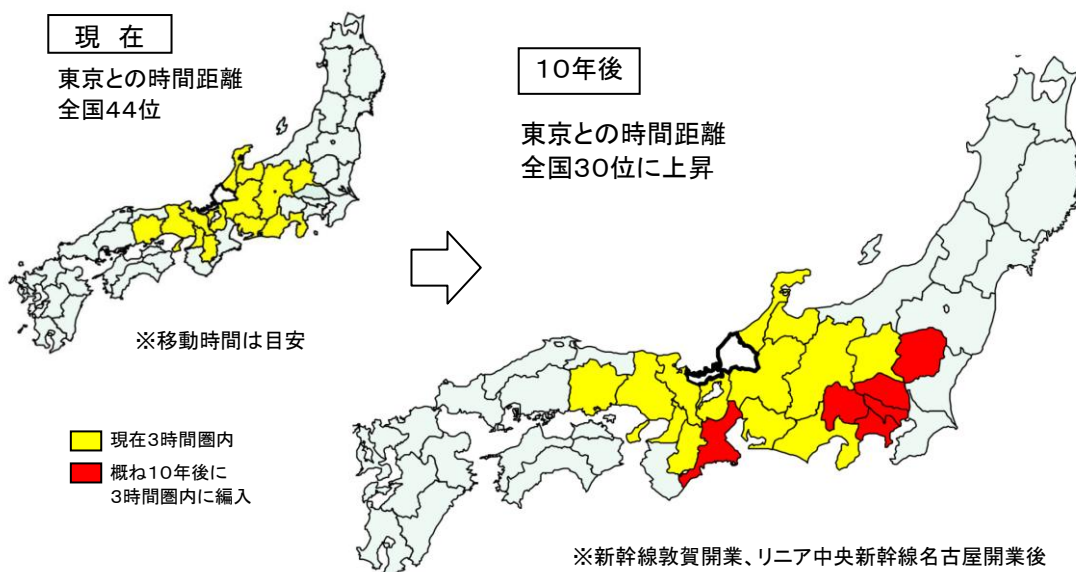 現 在
東京との時間距離
全国44位
※移動時間は目安
現在3時間圏内
概ね10年後に
3時間圏内に編入
10年後
東京との時間距離
全国30位に上昇
※新幹線敦賀開業、リニア中央新幹線名古屋開業後